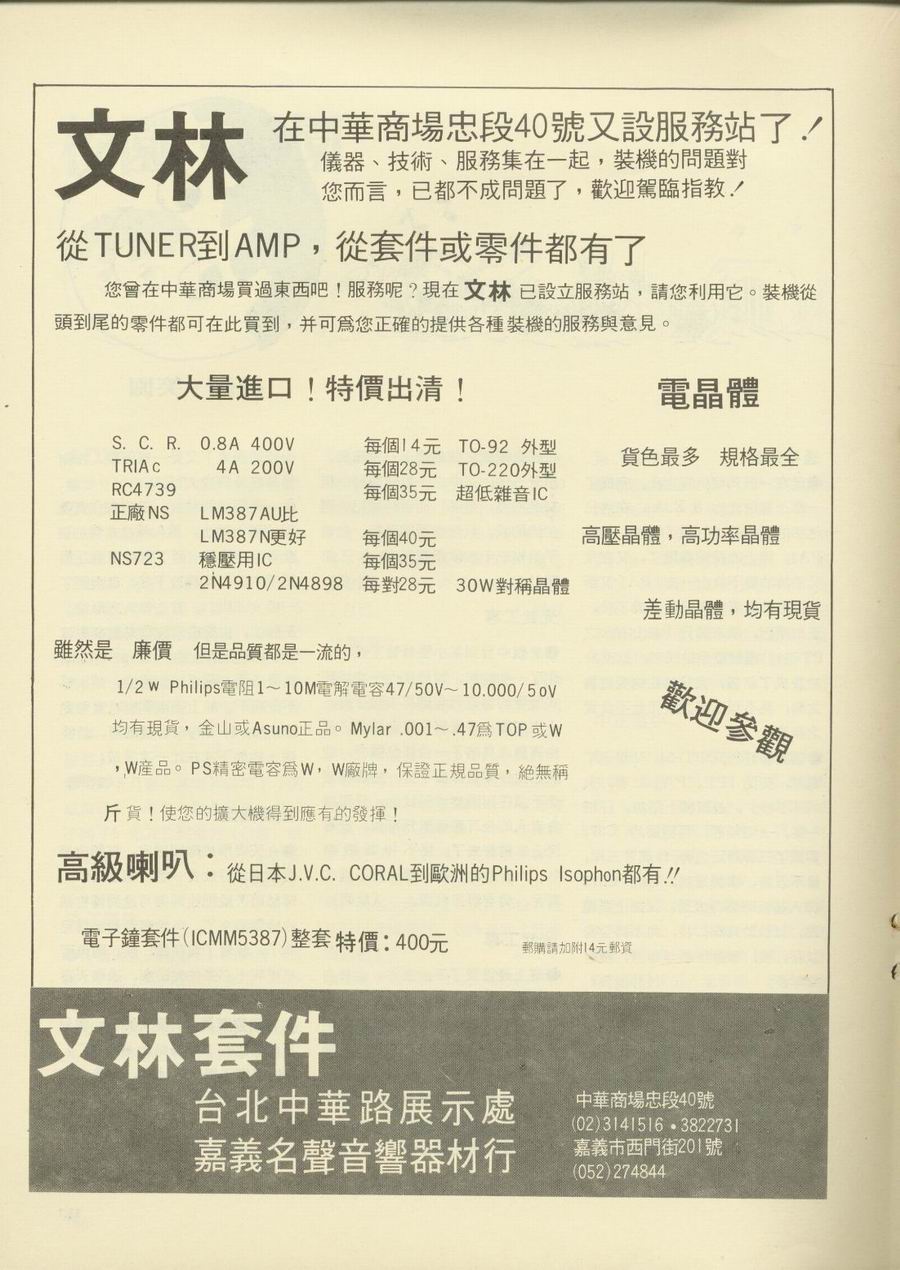 文林 在中華商場忠段40號又設服務站了！
儀器、技術、服務集在一起，裝機的問題對
您而言，已都不成問題了，歡迎駕臨指教！
從TUNER到AMP，從套件或零件都有了
您曾在中華商場買過東西吧！服務呢？現在 文林 已設立服務站，請您利用它。裝機從
頭到尾的零件都可在此買到，并可爲您正確的提供各種裝機的服務與意見。
大量進口！特價出清！
S. C. R. 0.8A 400V 每個14元 TO-92 外型
TRIAc 4A 200V 每個28元 TO-220外型
RC4739 每個35元 超低雜音IC
正廠NS LM387AU比
LM387N更好 每個40元
NS723 穩壓用IC 每個35元
2N4910/2N4898 每對28元 30W對稱晶體
電晶體
貨色最多 規格最全
高壓晶體，高功率晶體
差動晶體，均有現貨
雖然是 廉價 但是品質都是一流的，
1/2W Philips電阻1～10M電解電容47/50V～10.000/50V
均有現貨，金山或Asuno正品。Mylar .001～.47爲TOP或W
，W産品。PS精密電容爲W，W廠牌，保證正規品質，絕無稱
斤貨！使您的擴大機得到應有的發揮！
歡迎參觀
高級喇叭：從日本J.V.C. CORAL到歐洲的Philips Isophon都有!!
電子鐘套件(ICMM5387)整套特價：400元 郵購請加附14元郵資
文林套件
台北中華路展示處
嘉義名聲音響器材行
中華商場忠段40號
(02)3141516•3822731
嘉義市西門街201號
(052)274844